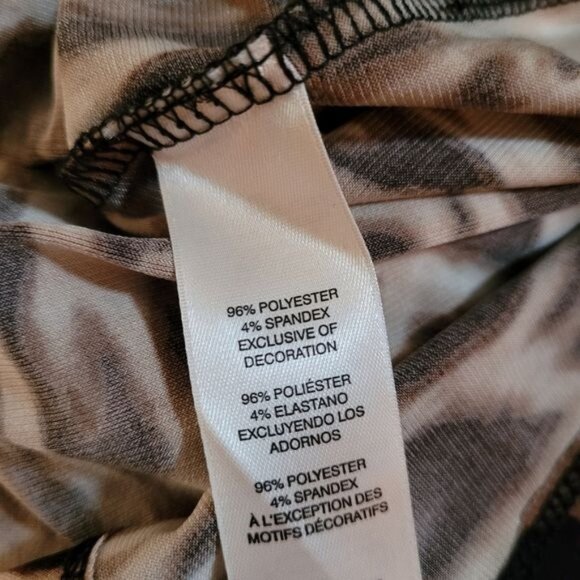 96% POLYESTER
4% SPANDEX
EXCLUSIVE OF
DECORATION
96% POLIÉSTER
4% ELASTANO
EXCLUYENDO LOS
ADORNOS
96% POLYESTER
4% SPANDEX
À L'EXCEPTION DES
MOTIFS DÉCORATIFS